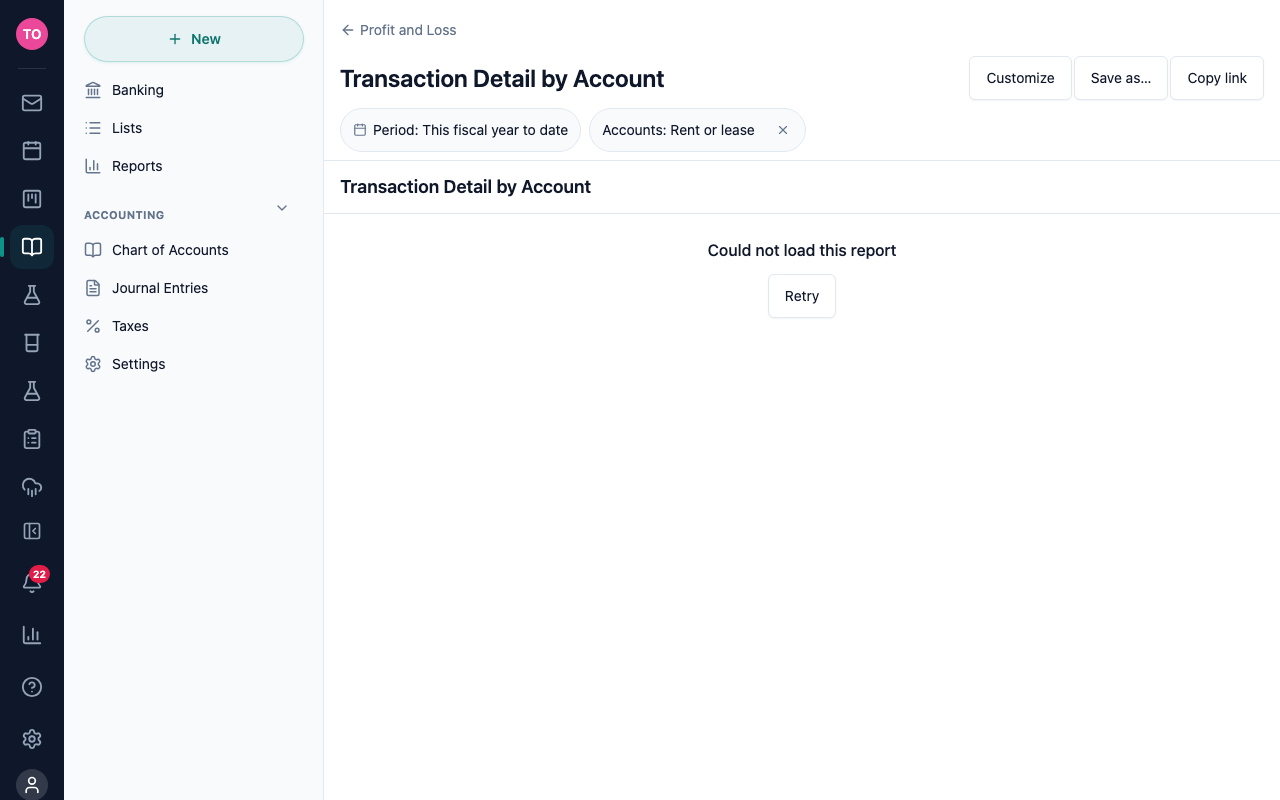 TO
New
Banking
Lists
Reports
ACCOUNTING
Chart of Accounts
Journal Entries
Taxes
Settings
22
Profit and Loss
Transaction Detail by Account
Customize
Save as...
Copy link
Period: This fiscal year to date
Accounts: Rent or lease
Transaction Detail by Account
Could not load this report
Retry